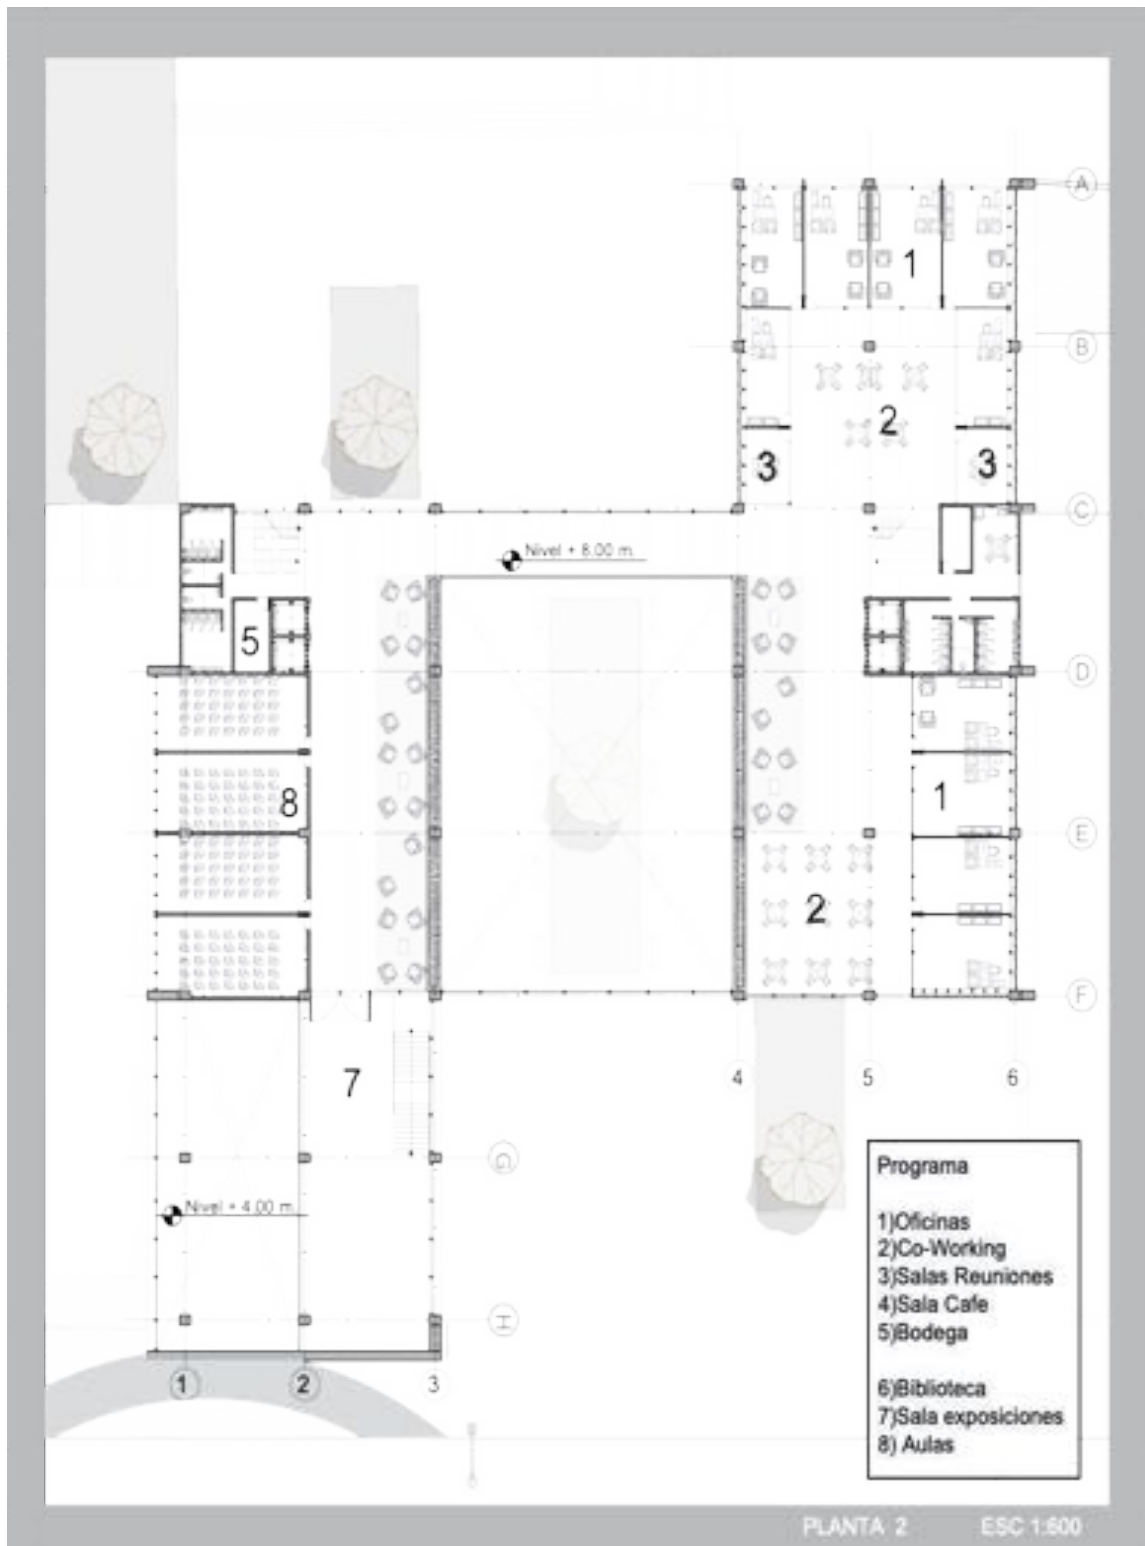 A
1
B
2
3
3
C
Nivel + 8.00 m.
5
D
8
1
E
2
F
7
4
5
6
G
Nivel + 4.00 m.
H
1
2
3
Programa
1)Oficinas
2)Co-Working
3)Salas Reuniones
4)Sala Cafe
5)Bodega
6)Biblioteca
7)Sala exposiciones
8) Aulas
PLANTA 2 ESC 1:600